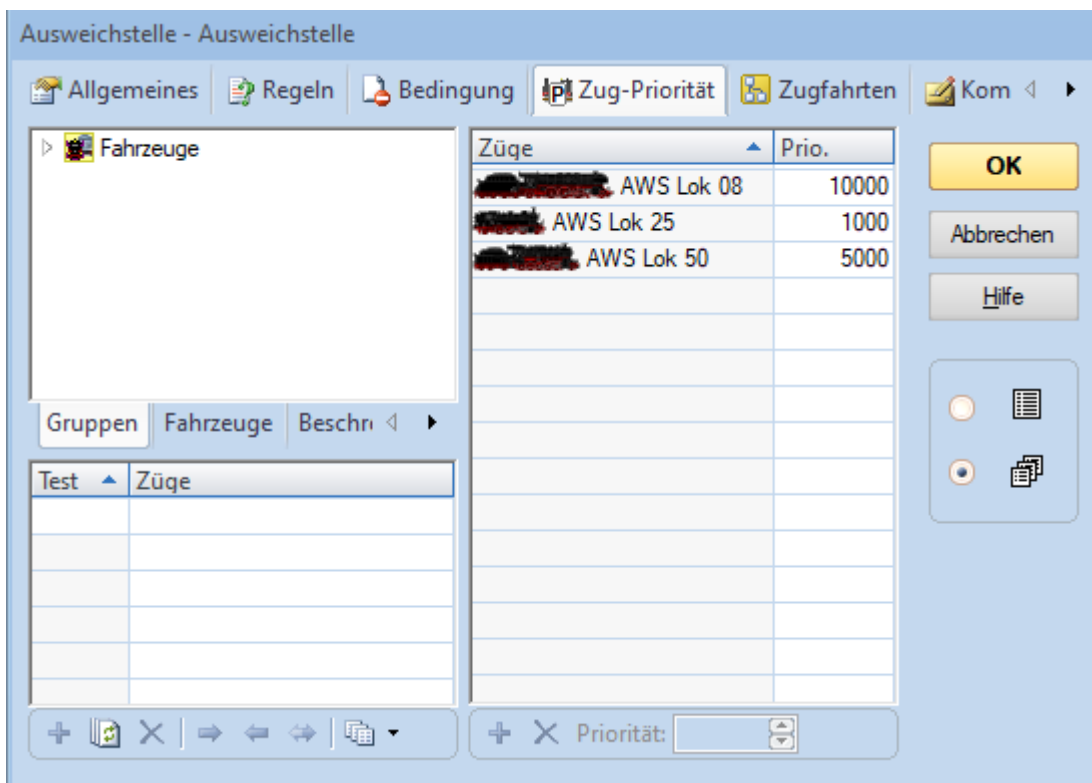 Ausweichstelle - Ausweichstelle
Allgemeines Regeln Bedingung Zug-Priorität Zugfahrten Kom
Fahrzeuge
Züge Prio.
AWS Lok 08 10000
AWS Lok 25 1000
AWS Lok 50 5000
OK
Abbrechen
Hilfe
Gruppen Fahrzeuge Beschr
Test Züge
Priorität: